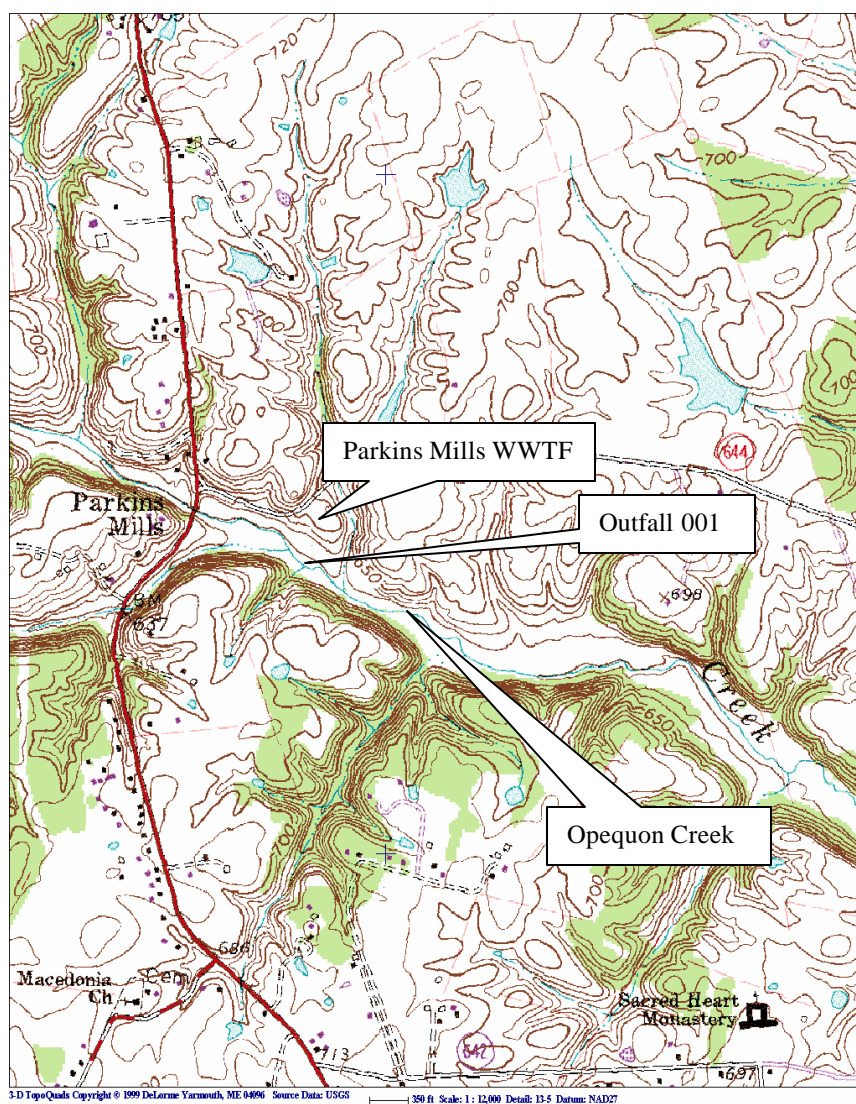 720
700
700
700
700
644
Parkins Mills WWTF
Parkins
Mills
Outfall 001
650
×698
BM
637
Creek
650
Opequon Creek
700
700
686
Macedonia
Ch
Cem
Sacred Heart
Monastery
713
642
×697
3-D TopoQuads Copyright © 1999 DeLorme Yarmouth, ME 04096 Source Data: USGS
350 ft Scale: 1 : 12,000 Detail: 13-5 Datum: NAD27